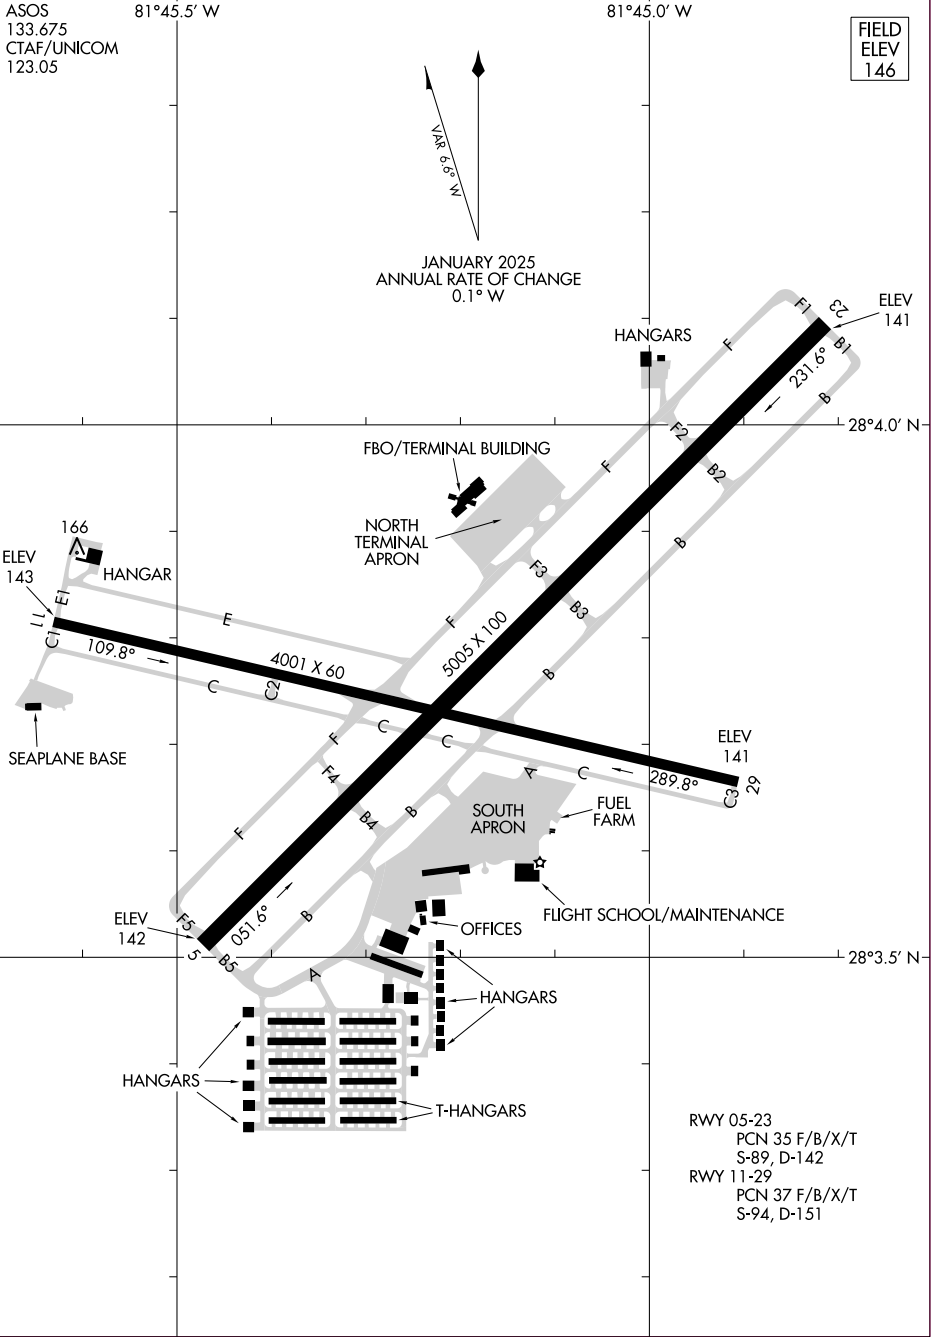 ASOS
133.675
CTAF/UNICOM
123.05
81°45.5' W
81°45.0' W
FIELD
ELEV
146
VAR 6.6° W
JANUARY 2025
ANNUAL RATE OF CHANGE
0.1° W
HANGARS
F1
23
ELEV
141
B1
F
231.6°
B
28°4.0' N
F2
B2
FBO/TERMINAL BUILDING
F
NORTH
TERMINAL
APRON
B
166
HANGAR
ELEV
143
E1
11
C1
E
F3
B3
F
5005 X 100
109.8°
4001 X 60
C
C2
B
SEAPLANE BASE
F
C
C
ELEV
141
A
C
289.8°
C3
29
F4
B4
B
SOUTH
APRON
FUEL
FARM
F
FLIGHT SCHOOL/MAINTENANCE
ELEV
142
F5
5
B5
051.6°
B
OFFICES
28°3.5' N
A
HANGARS
HANGARS
T-HANGARS
RWY 05-23
PCN 35 F/B/X/T
S-89, D-142
RWY 11-29
PCN 37 F/B/X/T
S-94, D-151